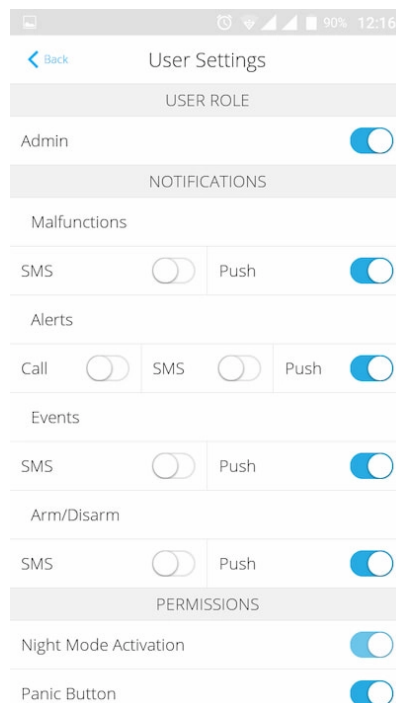 90% 12:16
Back User Settings
USER ROLE
Admin
NOTIFICATIONS
Malfunctions
SMS Push
Alerts
Call SMS Push
Events
SMS Push
Arm/Disarm
SMS Push
PERMISSIONS
Night Mode Activation
Panic Button